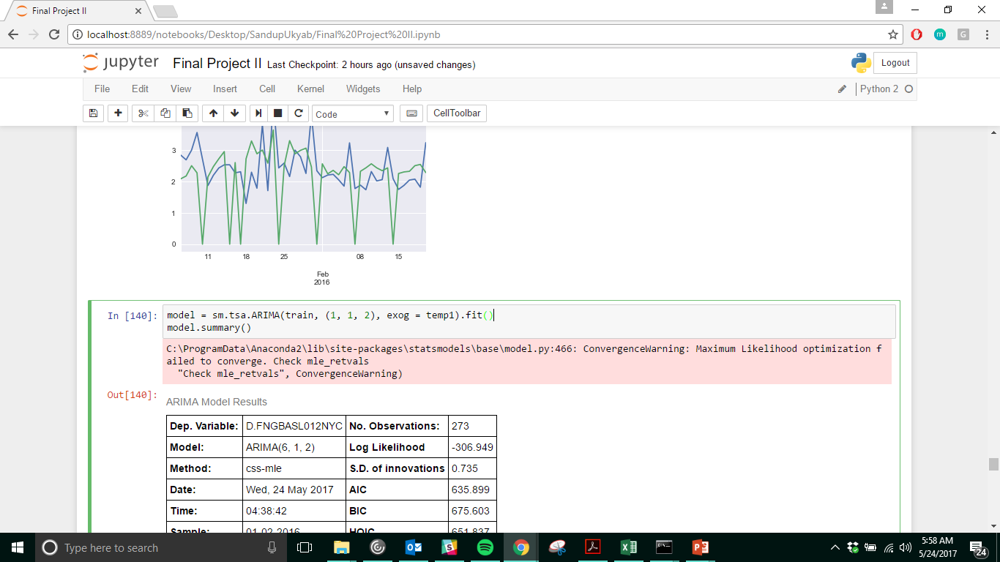 Final Project II
localhost:8889/notebooks/Desktop/SandupUkyab/Final%20Project%20II.ipynb
m
G
jupyter Final Project II Last Checkpoint: 2 hours ago (unsaved changes)
Logout
File Edit View Insert Cell Kernel Widgets Help
Python 2
Code
CellToolbar
3
2
1
0
11 18 25 08 15
Feb
2016
In [140]: model = sm.tsa.ARIMA(train, (1, 1, 2), exog = temp1).fit()
model.summary()
C:\ProgramData\Anaconda2\lib\site-packages\statsmodels\base\model.py:466: ConvergenceWarning: Maximum Likelihood optimization f
ailed to converge. Check mle_retvals
"Check mle_retvals", ConvergenceWarning)
Out[140]: ARIMA Model Results
Dep. Variable: D.FNGBASL012NYC No. Observations: 273
Model: ARIMA(6, 1, 2) Log Likelihood -306.949
Method: css-mle S.D. of innovations 0.735
Date: Wed, 24 May 2017 AIC 635.899
Time: 04:38:42 BIC 675.603
Sample: 01-02-2016 HQIC 651.837
Type here to search
5:58 AM
5/24/2017
24